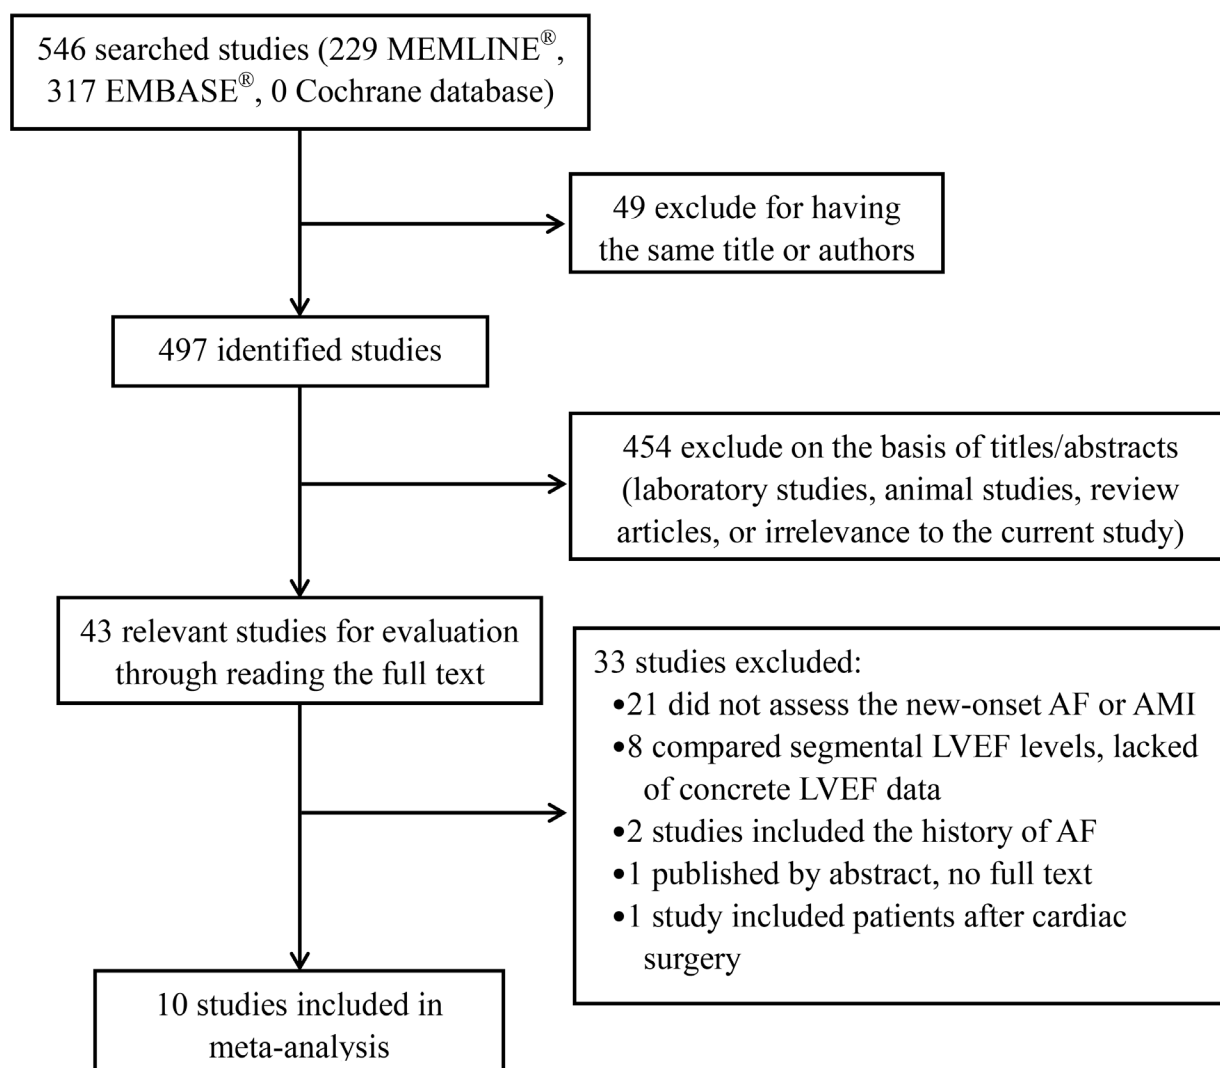 546 searched studies (229 MEMLINE®,
317 EMBASE®, 0 Cochrane database)
49 exclude for having
the same title or authors
497 identified studies
454 exclude on the basis of titles/abstracts
(laboratory studies, animal studies, review
articles, or irrelevance to the current study)
43 relevant studies for evaluation
through reading the full text
33 studies excluded:
•21 did not assess the new-onset AF or AMI
•8 compared segmental LVEF levels, lacked
of concrete LVEF data
•2 studies included the history of AF
•1 published by abstract, no full text
•1 study included patients after cardiac
surgery
10 studies included in
meta-analysis